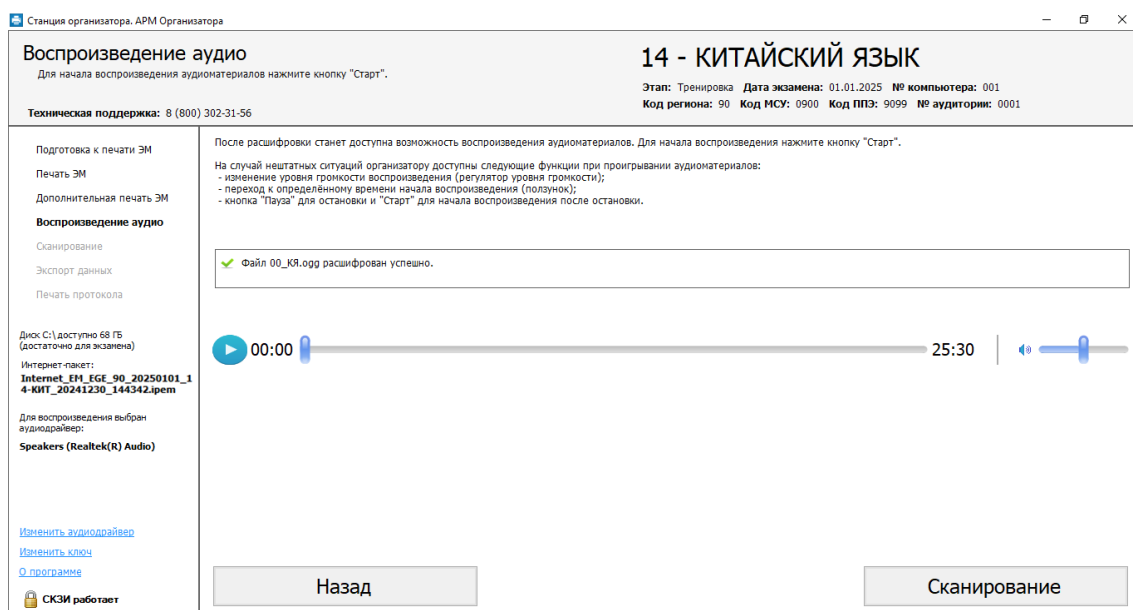 Станция организатора. АРМ Организатора
Воспроизведение аудио
Для начала воспроизведения аудиоматериалов нажмите кнопку "Старт".
Техническая поддержка: 8 (800) 302-31-56
14 - КИТАЙСКИЙ ЯЗЫК
Этап: Тренировка Дата экзамена: 01.01.2025 № компьютера: 001
Код региона: 90 Код МСУ: 0900 Код ППЭ: 9099 № аудитории: 0001
Подготовка к печати ЭМ
Печать ЭМ
Дополнительная печать ЭМ
Воспроизведение аудио
Сканирование
Экспорт данных
Печать протокола
Диск C:\ доступно 68 ГБ
(достаточно для экзамена)
Интернет-пакет:
Internet_EM_EGE_90_20250101_1
4-КИТ_20241230_144342.ipem
Для воспроизведения выбран
аудиодрайвер:
Speakers (Realtek(R) Audio)
Изменить аудиодрайвер
Изменить ключ
О программе
СКЗИ работает
После расшифровки станет доступна возможность воспроизведения аудиоматериалов. Для начала воспроизведения нажмите кнопку "Старт".
На случай нештатных ситуаций организатору доступны следующие функции при проигрывании аудиоматериалов:
- изменение уровня громкости воспроизведения (регулятор уровня громкости);
- переход к определённому времени начала воспроизведения (ползунок);
- кнопка "Пауза" для остановки и "Старт" для начала воспроизведения после остановки.
Файл 00_КЯ.ogg расшифрован успешно.
00:00
25:30
Назад
Сканирование